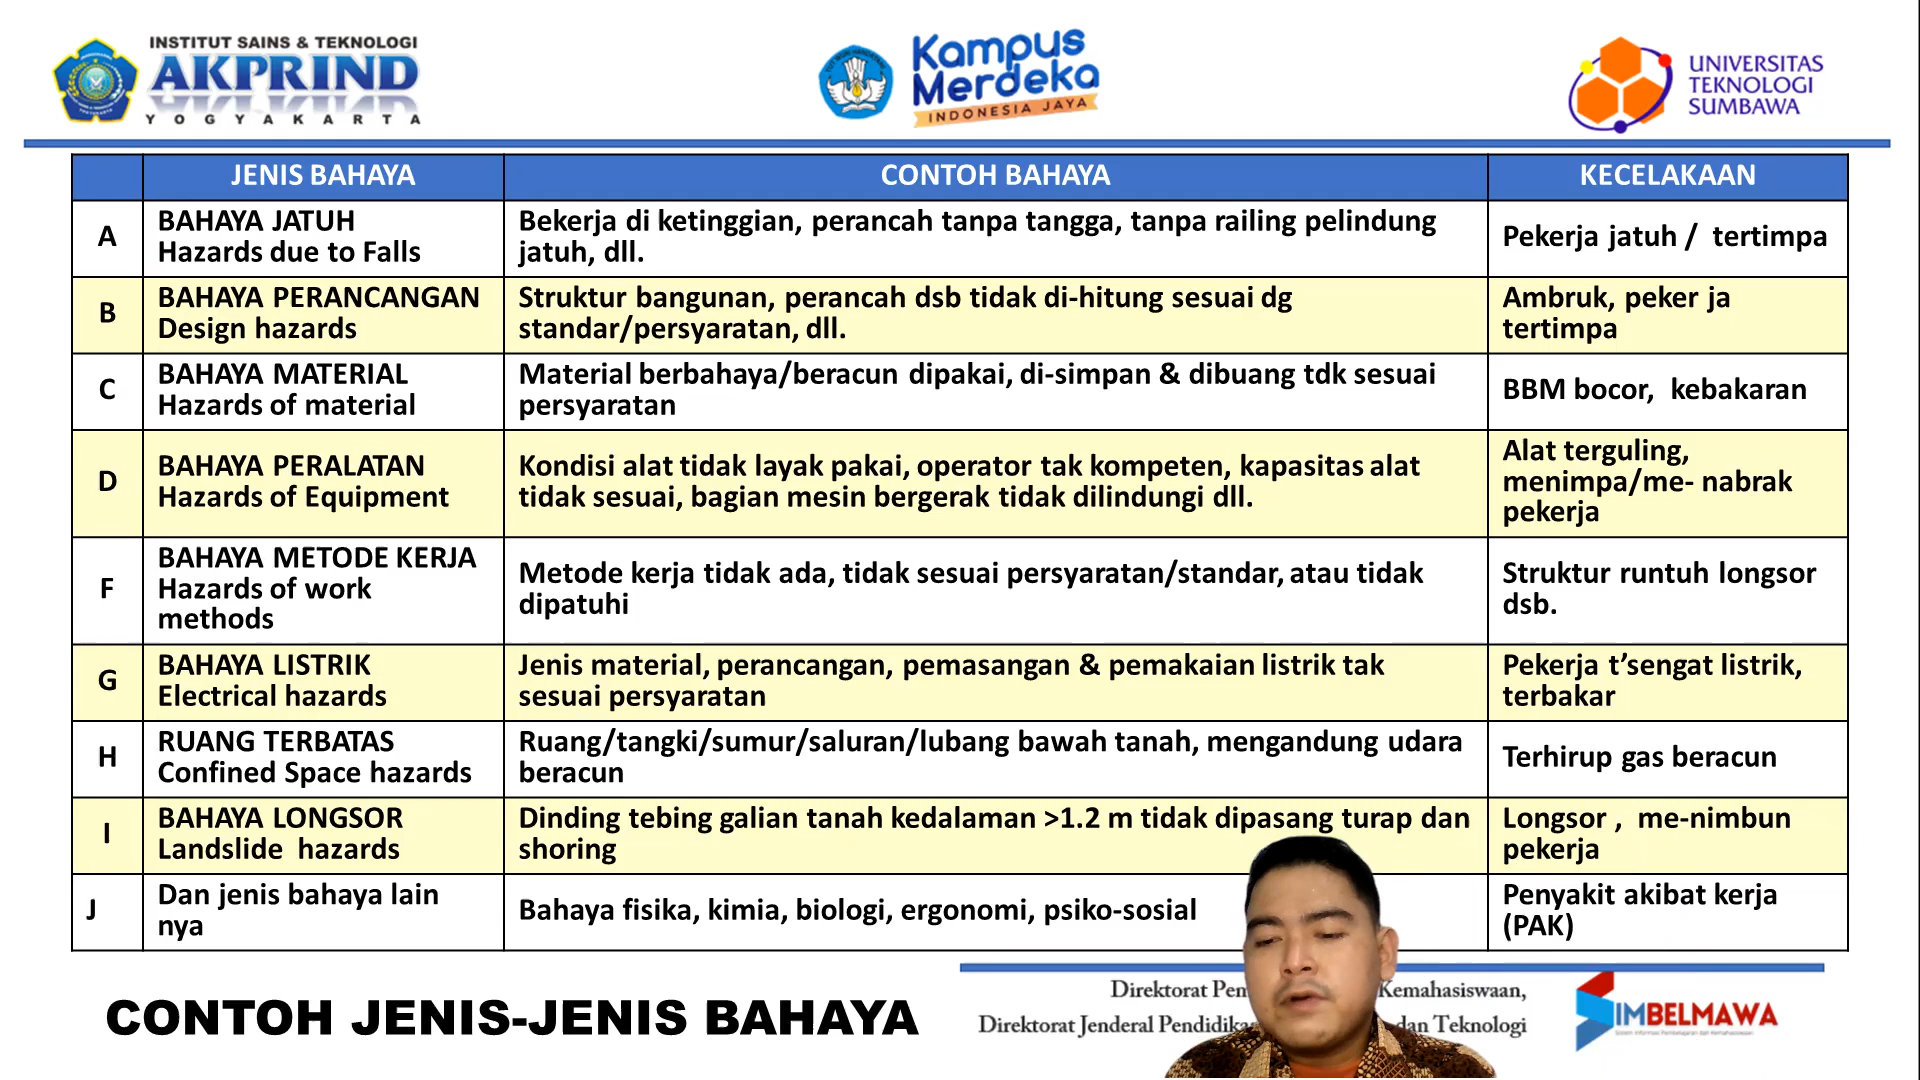 INSTITUT SAINS & TEKNOLOGI
AKPRIND
YOGYAKARTA
Kampus
Merdeka
INDONESIA JAYA
UNIVERSITAS
TEKNOLOGI
SUMBAWA
JENIS BAHAYA
CONTOH BAHAYA
KECELAKAAN
A
BAHAYA JATUH
Hazards due to Falls
Bekerja di ketinggian, perancah tanpa tangga, tanpa railing pelindung
jatuh, dll.
Pekerja jatuh / tertimpa
B
BAHAYA PERANCANGAN
Design hazards
Struktur bangunan, perancah dsb tidak di-hitung sesuai dg
standar/persyaratan, dll.
Ambruk, peker ja
tertimpa
C
BAHAYA MATERIAL
Hazards of material
Material berbahaya/beracun dipakai, di-simpan & dibuang tdk sesuai
persyaratan
BBM bocor, kebakaran
D
BAHAYA PERALATAN
Hazards of Equipment
Kondisi alat tidak layak pakai, operator tak kompeten, kapasitas alat
tidak sesuai, bagian mesin bergerak tidak dilindungi dll.
Alat terguling,
menimpa/me- nabrak
pekerja
F
BAHAYA METODE KERJA
Hazards of work
methods
Metode kerja tidak ada, tidak sesuai persyaratan/standar, atau tidak
dipatuhi
Struktur runtuh longsor
dsb.
G
BAHAYA LISTRIK
Electrical hazards
Jenis material, perancangan, pemasangan & pemakaian listrik tak
sesuai persyaratan
Pekerja t’sengat listrik,
terbakar
H
RUANG TERBATAS
Confined Space hazards
Ruang/tangki/sumur/saluran/lubang bawah tanah, mengandung udara
beracun
Terhirup gas beracun
I
BAHAYA LONGSOR
Landslide hazards
Dinding tebing galian tanah kedalaman >1.2 m tidak dipasang turap dan
shoring
Longsor , me-nimbun
pekerja
J
Dan jenis bahaya lain
nya
Bahaya fisika, kimia, biologi, ergonomi, psiko-sosial
Penyakit akibat kerja
(PAK)
CONTOH JENIS-JENIS BAHAYA
Direktorat Kemahasiswaan,
Direktorat Jenderal dan Teknologi
SIMBELMAWA